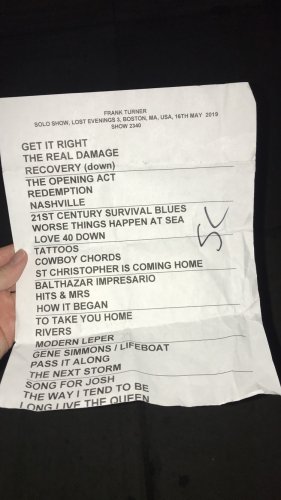 FRANK TURNER
SOLO SHOW, LOST EVENINGS 3, BOSTON, MA, USA, 16TH MAY 2019
SHOW 2340
GET IT RIGHT
THE REAL DAMAGE
RECOVERY (down)
THE OPENING ACT
REDEMPTION
NASHVILLE
21ST CENTURY SURVIVAL BLUES
WORSE THINGS HAPPEN AT SEA
LOVE 40 DOWN
TATTOOS
COWBOY CHORDS
ST CHRISTOPHER IS COMING HOME
BALTHAZAR IMPRESARIO
HITS & MRS
HOW IT BEGAN
TO TAKE YOU HOME
RIVERS
MODERN LEPER
GENE SIMMONS / LIFEBOAT
PASS IT ALONG
THE NEXT STORM
SONG FOR JOSH
THE WAY I TEND TO BE
LONG LIVE THE QUEEN